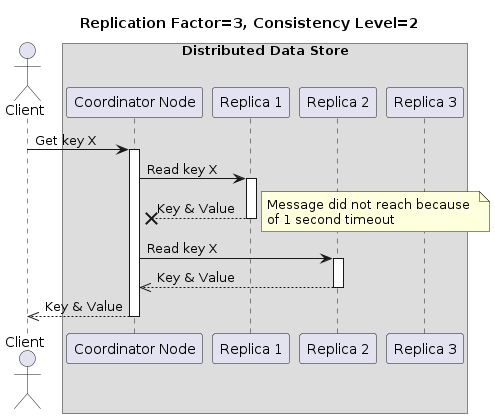 Replication Factor=3, Consistency Level=2
Distributed Data Store
Client
Coordinator Node
Replica 1
Replica 2
Replica 3
Get key X
Read key X
Message did not reach because
of 1 second timeout
Key & Value
Read key X
Key & Value
Key & Value
Client
Coordinator Node
Replica 1
Replica 2
Replica 3